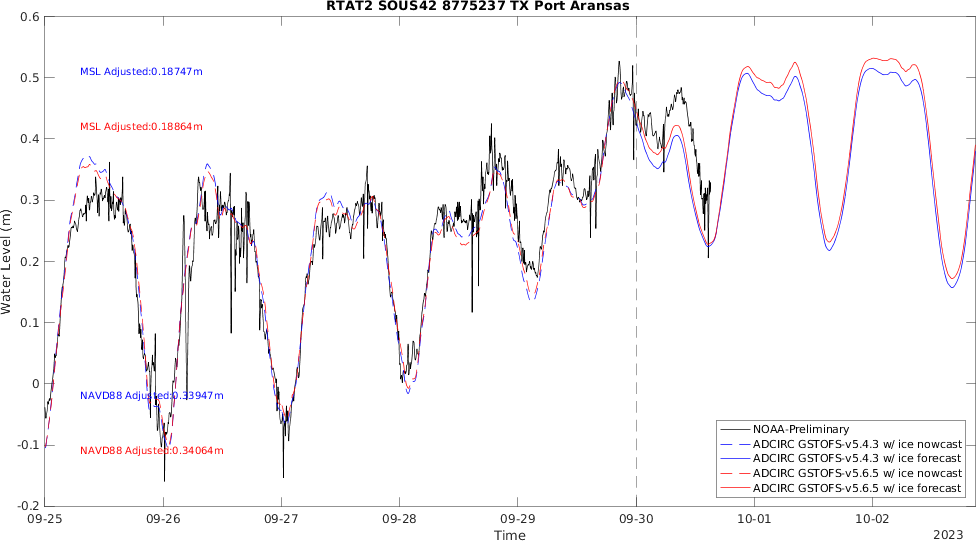 RTAT2 SOUS42 8775237 TX Port Aransas
0.6
0.5
0.4
0.3
0.2
0.1
0
-0.1
-0.2
Water Level (m)
MSL Adjusted:0.18747m
MSL Adjusted:0.18864m
NAVD88 Adjusted:0.33947m
NAVD88 Adjusted:0.34064m
NOAA-Preliminary
ADCIRC GSTOFS-v5.4.3 w/ ice nowcast
ADCIRC GSTOFS-v5.4.3 w/ ice forecast
ADCIRC GSTOFS-v5.6.5 w/ ice nowcast
ADCIRC GSTOFS-v5.6.5 w/ ice forecast
09-25 09-26 09-27 09-28 09-29 09-30 10-01 10-02
Time
2023